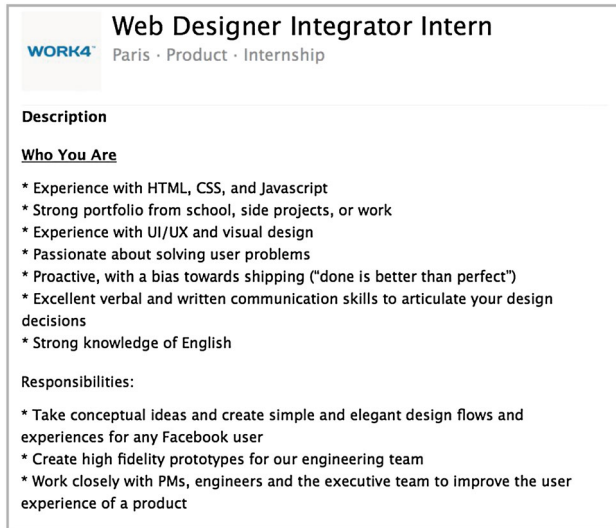 Web Designer Integrator Intern
WORK4™
Paris · Product · Internship
Description
Who You Are
* Experience with HTML, CSS, and Javascript
* Strong portfolio from school, side projects, or work
* Experience with UI/UX and visual design
* Passionate about solving user problems
* Proactive, with a bias towards shipping (“done is better than perfect”)
* Excellent verbal and written communication skills to articulate your design
decisions
* Strong knowledge of English
Responsibilities:
* Take conceptual ideas and create simple and elegant design flows and
experiences for any Facebook user
* Create high fidelity prototypes for our engineering team
* Work closely with PMs, engineers and the executive team to improve the user
experience of a product